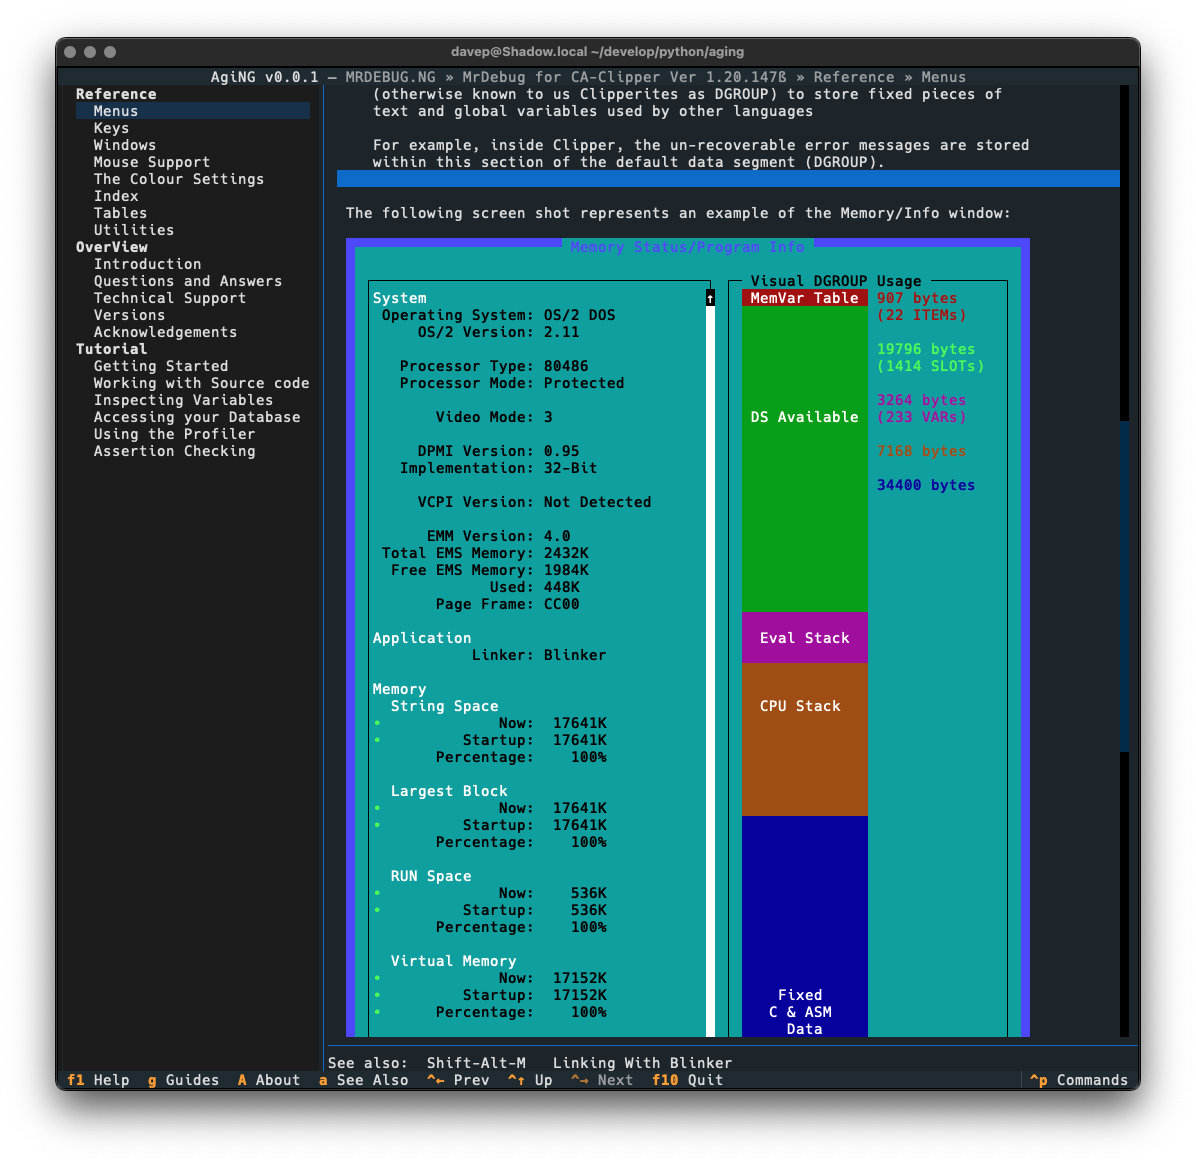 davep@Shadow.local ~/develop/python/aging
AgiNG v0.0.1 — MRDEBUG.NG » MrDebug for CA-Clipper Ver 1.20.147ß » Reference » Menus
Reference
Menus
Keys
Windows
Mouse Support
The Colour Settings
Index
Tables
Utilities
OverView
Introduction
Questions and Answers
Technical Support
Versions
Acknowledgements
Tutorial
Getting Started
Working with Source code
Inspecting Variables
Accessing your Database
Using the Profiler
Assertion Checking
(otherwise known to us Clipperites as DGROUP) to store fixed pieces of
text and global variables used by other languages
For example, inside Clipper, the un-recoverable error messages are stored
within this section of the default data segment (DGROUP).
The following screen shot represents an example of the Memory/Info window:
Memory Status/Program Info
System
Operating System: OS/2 DOS
OS/2 Version: 2.11
Processor Type: 80486
Processor Mode: Protected
Video Mode: 3
DPMI Version: 0.95
Implementation: 32-Bit
VCPI Version: Not Detected
EMM Version: 4.0
Total EMS Memory: 2432K
Free EMS Memory: 1984K
Used: 448K
Page Frame: CC00
Application
Linker: Blinker
Memory
String Space
• Now: 17641K
• Startup: 17641K
Percentage: 100%
Largest Block
• Now: 17641K
• Startup: 17641K
Percentage: 100%
RUN Space
• Now: 536K
• Startup: 536K
Percentage: 100%
Virtual Memory
• Now: 17152K
• Startup: 17152K
• Percentage: 100%
↑
Visual DGROUP Usage
MemVar Table 907 bytes
(22 ITEMs)
19796 bytes
(1414 SLOTs)
3264 bytes
DS Available (233 VARs)
7168 bytes
34400 bytes
Eval Stack
CPU Stack
Fixed
C & ASM
Data
See also: Shift-Alt-M Linking With Blinker
f1 Help g Guides A About a See Also ^← Prev ^↑ Up ^→ Next f10 Quit ^p Commands